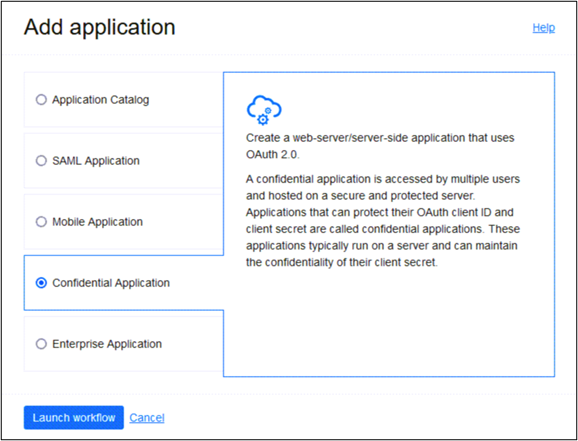 Add application
Help
Application Catalog
SAML Application
Mobile Application
Confidential Application
Enterprise Application
Create a web-server/server-side application that uses
OAuth 2.0.
A confidential application is accessed by multiple users
and hosted on a secure and protected server.
Applications that can protect their OAuth client ID and
client secret are called confidential applications. These
applications typically run on a server and can maintain
the confidentiality of their client secret.
Launch workflow
Cancel